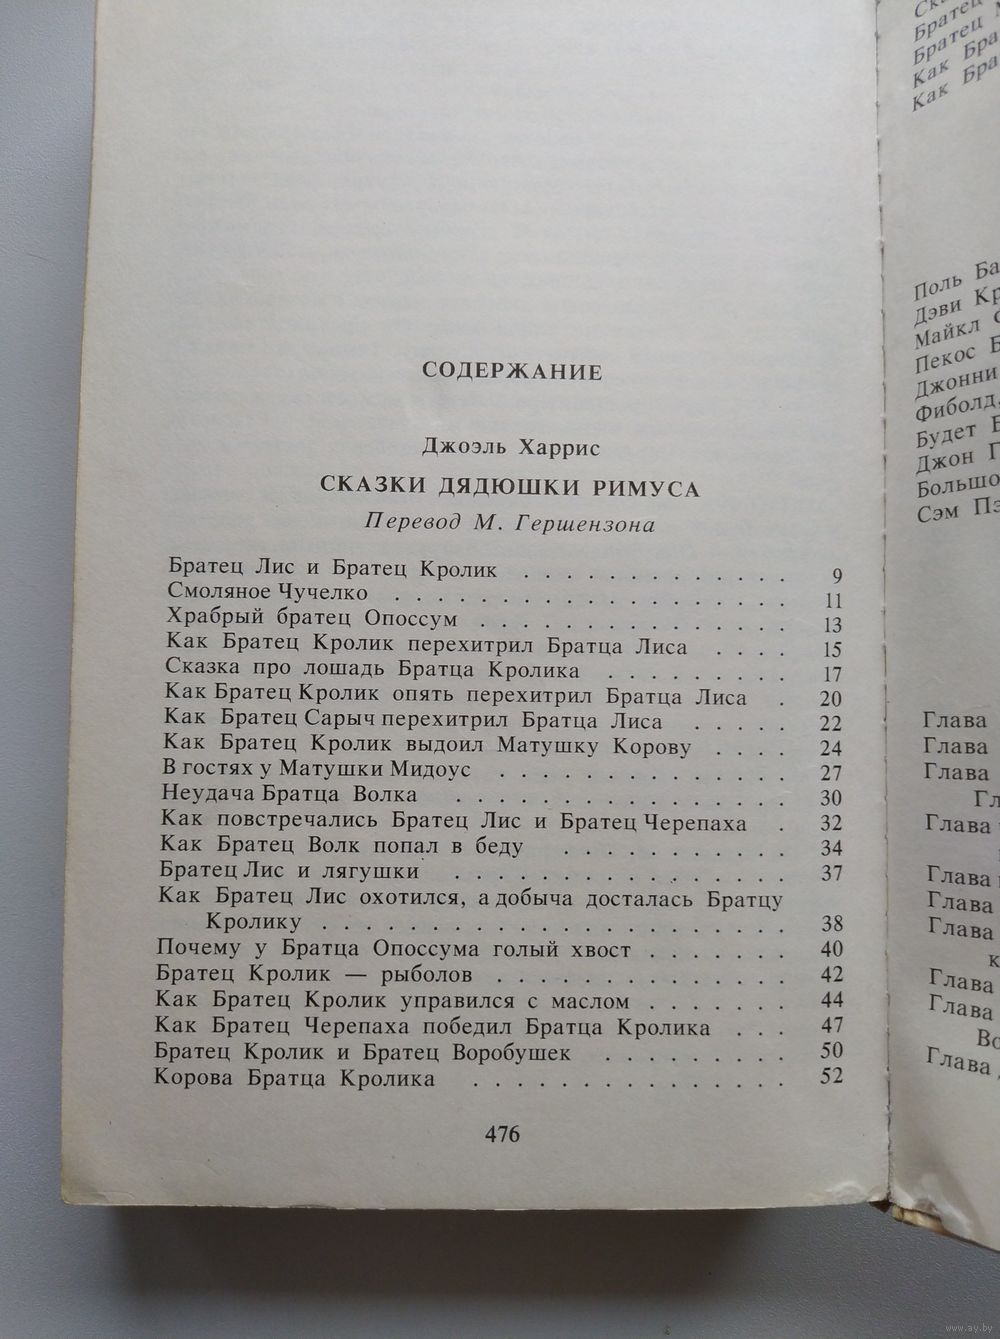 СОДЕРЖАНИЕ
Джоэль Харрис
СКАЗКИ ДЯДЮШКИ РИМУСА
Перевод М. Гершензона
Братец Лис и Братец Кролик . . . . . . . . . . . . . 9
Смоляное Чучелко . . . . . . . . . . . . . . . . . . . 11
Храбрый братец Опоссум . . . . . . . . . . . . . . . 13
Как Братец Кролик перехитрил Братца Лиса . . . . 15
Сказка про лошадь Братца Кролика . . . . . . . . . 17
Как Братец Кролик опять перехитрил Братца Лиса . 20
Как Братец Сарыч перехитрил Братца Лиса . . . . . 22
Как Братец Кролик выдоил Матушку Корову . . . . 24
В гостях у Матушки Мидоус . . . . . . . . . . . . . . 27
Неудача Братца Волка . . . . . . . . . . . . . . . . 30
Как повстречались Братец Лис и Братец Черепаха . 32
Как Братец Волк попал в беду . . . . . . . . . . . 34
Братец Лис и лягушки . . . . . . . . . . . . . . . . 37
Как Братец Лис охотился, а добыча досталась Братцу
Кролику . . . . . . . . . . . . . . . . . . . . . . 38
Почему у Братца Опоссума голый хвост . . . . . . . 40
Братец Кролик — рыболов . . . . . . . . . . . . . . 42
Как Братец Кролик управился с маслом . . . . . . . 44
Как Братец Черепаха победил Братца Кролика . . . 47
Братец Кролик и Братец Воробушек . . . . . . . . . 50
Корова Братца Кролика . . . . . . . . . . . . . . . 52
476
Братец
Братец
Как
Как
Поль
Дэви
Майкл
Пекос
Джонни
Фиболд,
Будет
Джон
Сэм
Глава
Глава
Глава
Глава
Глава
Глава
Глава
Глава
Глава
Глава
www.ay.by